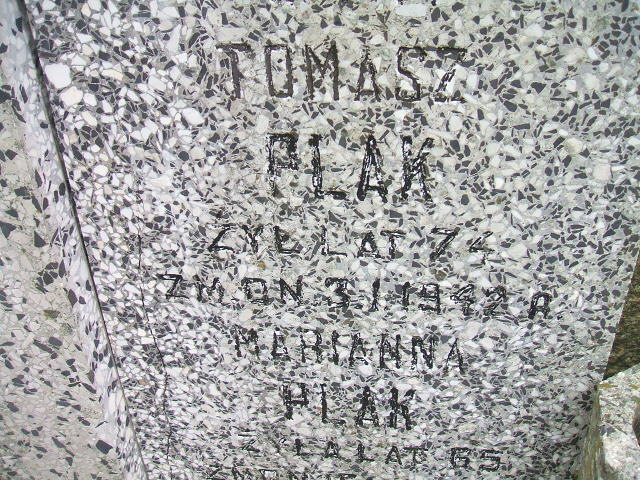 TOMASZ
PLAK
ŻYŁ LAT 74
ZM. DN 3 I 1942 R
MARIANNA
PLAK
ŻYŁA LAT 65